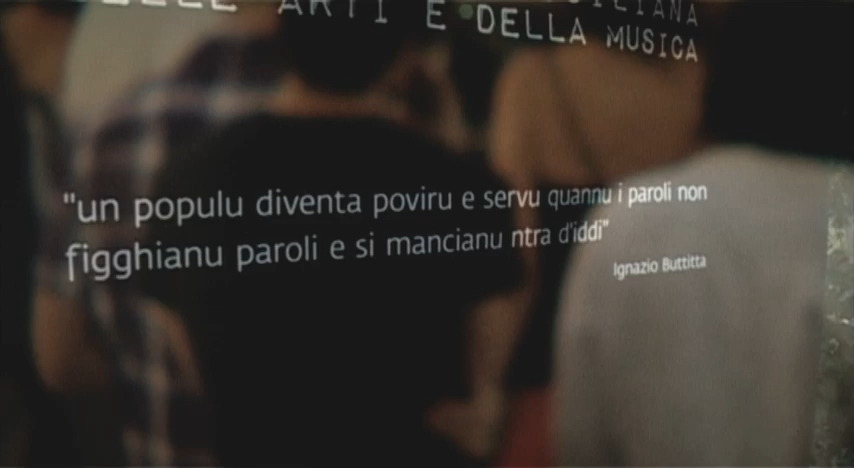 ARTI E DELLA MUSICA
"un populu diventa poviru e servu quannu i paroli non
figghianu paroli e si mancianu ntra d'iddi"
Ignazio Buttitta